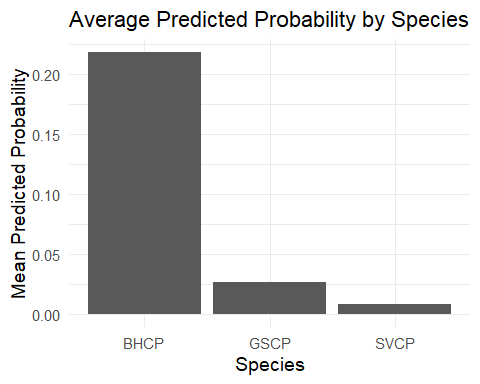 Average Predicted Probability by Species
Mean Predicted Probability
0.20
0.15
0.10
0.05
0.00
BHCP GSCP SVCP
Species